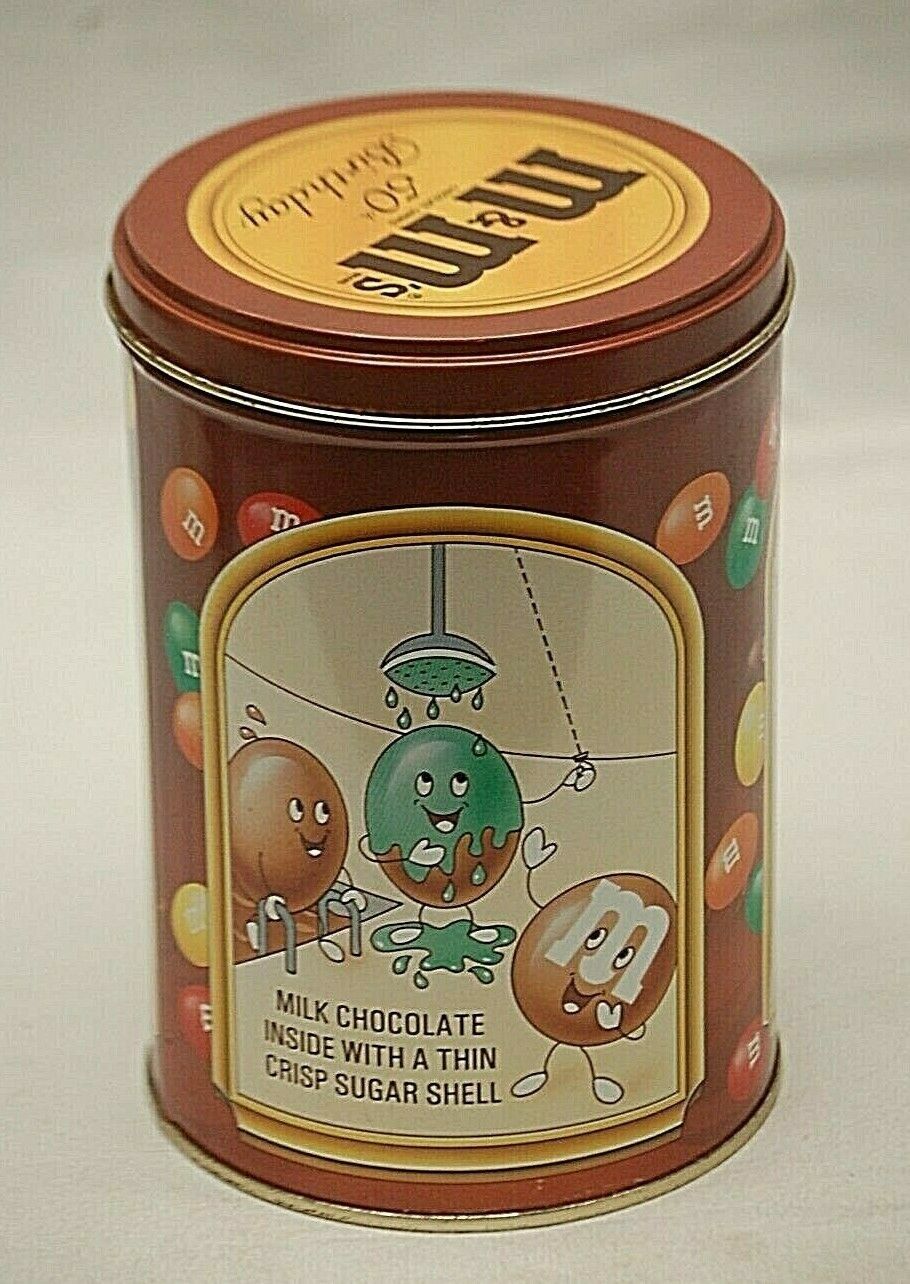 M&M's®
50th
Birthday
m
m
m
m
m
m
m
m
m
MILK CHOCOLATE
INSIDE WITH A THIN
CRISP SUGAR SHELL